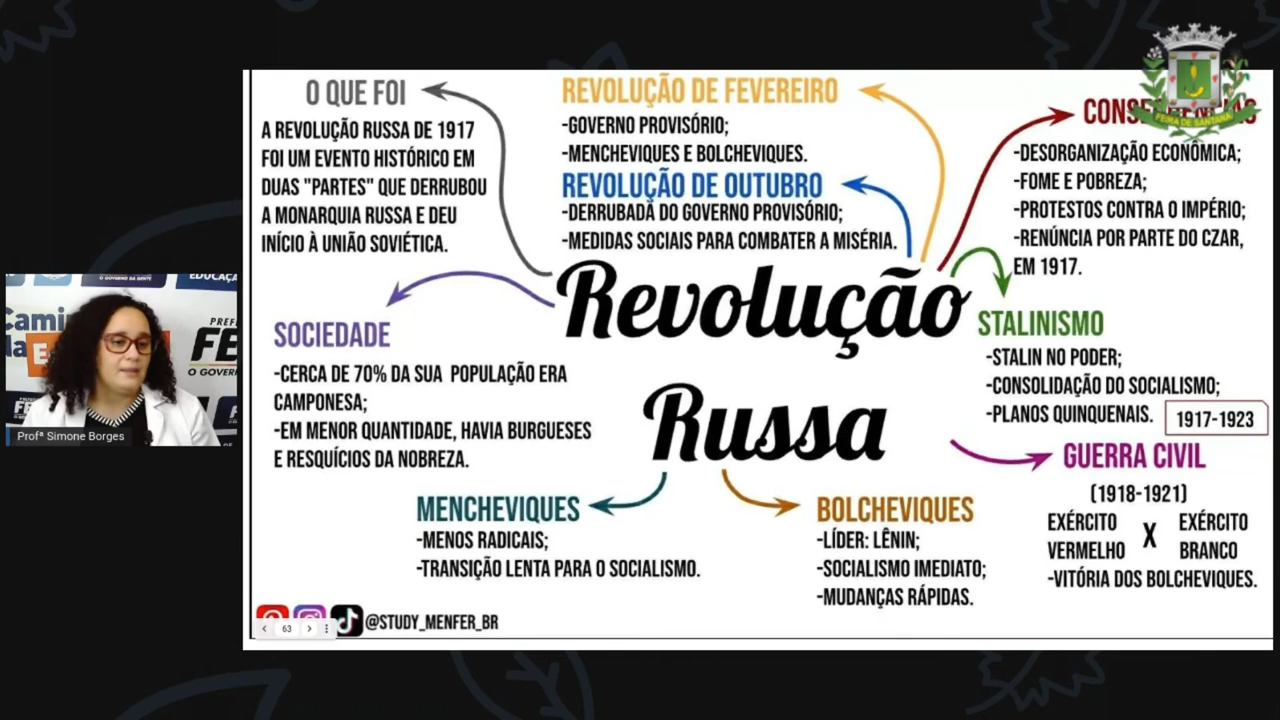 O QUE FOI
A REVOLUÇÃO RUSSA DE 1917
FOI UM EVENTO HISTÓRICO EM
DUAS "PARTES" QUE DERRUBOU
A MONARQUIA RUSSA E DEU
INÍCIO À UNIÃO SOVIÉTICA.
REVOLUÇÃO DE FEVEREIRO
-GOVERNO PROVISÓRIO;
-MENCHEVIQUES E BOLCHEVIQUES.
REVOLUÇÃO DE OUTUBRO
-DERRUBADA DO GOVERNO PROVISÓRIO;
-MEDIDAS SOCIAIS PARA COMBATER A MISÉRIA.
FEIRA DE SANTANA
-DESORGANIZAÇÃO ECONÔMICA;
-FOME E POBREZA;
-PROTESTOS CONTRA O IMPÉRIO;
-RENÚNCIA POR PARTE DO CZAR,
EM 1917.
Revolução
Russa
SOCIEDADE
-CERCA DE 70% DA SUA POPULAÇÃO ERA
CAMPONESA;
-EM MENOR QUANTIDADE, HAVIA BURGUESES
E RESQUÍCIOS DA NOBREZA.
STALINISMO
-STALIN NO PODER;
-CONSOLIDAÇÃO DO SOCIALISMO;
-PLANOS QUINQUENAIS.
1917-1923
GUERRA CIVIL
(1918-1921)
EXÉRCITO VERMELHO X EXÉRCITO BRANCO
-VITÓRIA DOS BOLCHEVIQUES.
MENCHEVIQUES
-MENOS RADICAIS;
-TRANSIÇÃO LENTA PARA O SOCIALISMO.
BOLCHEVIQUES
-LÍDER: LÊNIN;
-SOCIALISMO IMEDIATO;
-MUDANÇAS RÁPIDAS.
@STUDY_MENFER_BR
63
Profª Simone Borges